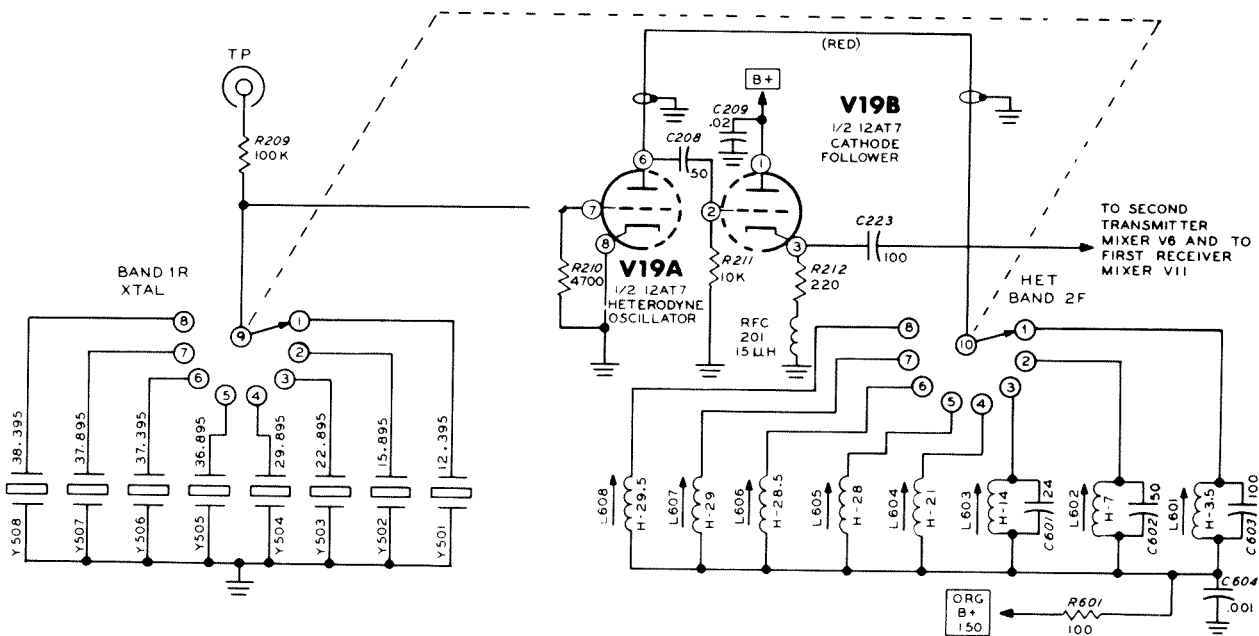 TP
R209
100K
(RED)
B+
C209
.02
V19B
1/2 12AT7
CATHODE
FOLLOWER
C208
50
6
1
7
2
8
3
R210
4700
V19A
1/2 12AT7
HETERODYNE
OSCILLATOR
R211
10K
R212
220
RFC
201
15µH
C223
100
TO SECOND
TRANSMITTER
MIXER V6 AND TO
FIRST RECEIVER
MIXER V11
BAND 1R
XTAL
8
7
6
5
4
3
2
1
9
HET
BAND 2F
8
7
6
5
4
3
2
1
10
38.395
37.895
37.395
36.895
29.895
22.895
15.895
12.395
Y508
Y507
Y506
Y505
Y504
Y503
Y502
Y501
L608
H-29.5
L607
H-29
L606
H-28.5
L605
H-28
L604
H-21
L603
H-14
24
C601
L602
H-7
50
C602
L601
H-3.5
100
C603
C604
.001
ORG
B+
150
R601
100